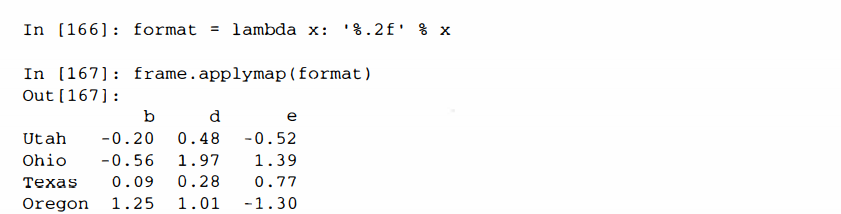 In [166]: format = lambda x: '%.2f' % x
In [167]: frame.applymap(format)
Out[167]:
b d e
Utah -0.20 0.48 -0.52
Ohio -0.56 1.97 1.39
Texas 0.09 0.28 0.77
Oregon 1.25 1.01 -1.30